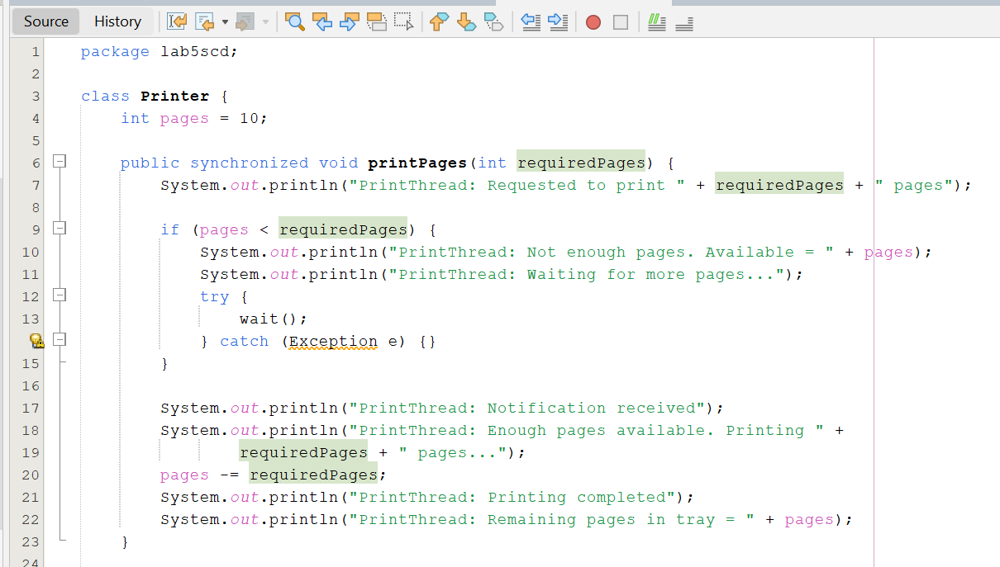 Source History
1 package lab5scd;
2
3 class Printer {
4 int pages = 10;
5
6 public synchronized void printPages(int requiredPages) {
7 System.out.println("PrintThread: Requested to print " + requiredPages + " pages");
8
9 if (pages < requiredPages) {
10 System.out.println("PrintThread: Not enough pages. Available = " + pages);
11 System.out.println("PrintThread: Waiting for more pages...");
12 try {
13 wait();
} catch (Exception e) {}
15 }
16
17 System.out.println("PrintThread: Notification received");
18 System.out.println("PrintThread: Enough pages available. Printing " +
19 requiredPages + " pages...");
20 pages -= requiredPages;
21 System.out.println("PrintThread: Printing completed");
22 System.out.println("PrintThread: Remaining pages in tray = " + pages);
23 }
24